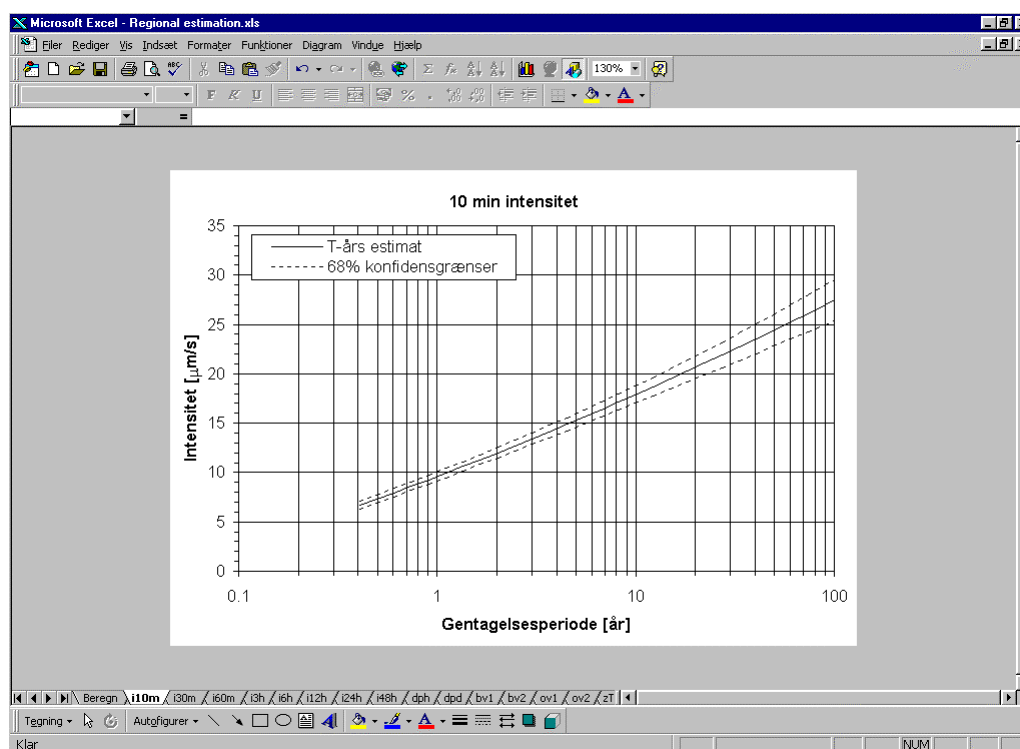 Microsoft Excel - Regional estimation.xls
Filer Rediger Vis Indsæt Formater Funktioner Diagram Vindue Hjælp
ABC 130%
F K U % +,0 ,00
=
10 min intensitet
T-års estimat
68% konfidensgrænser
35
30
25
20
15
10
5
0
Intensitet [µm/s]
0.1 1 10 100
Gentagelsesperiode [år]
Beregn i10m i30m i60m i3h i6h i12h i24h i48h dph dpd bv1 bv2 ov1 ov2 zT
Tegning Autofigurer A A
Klar NUM